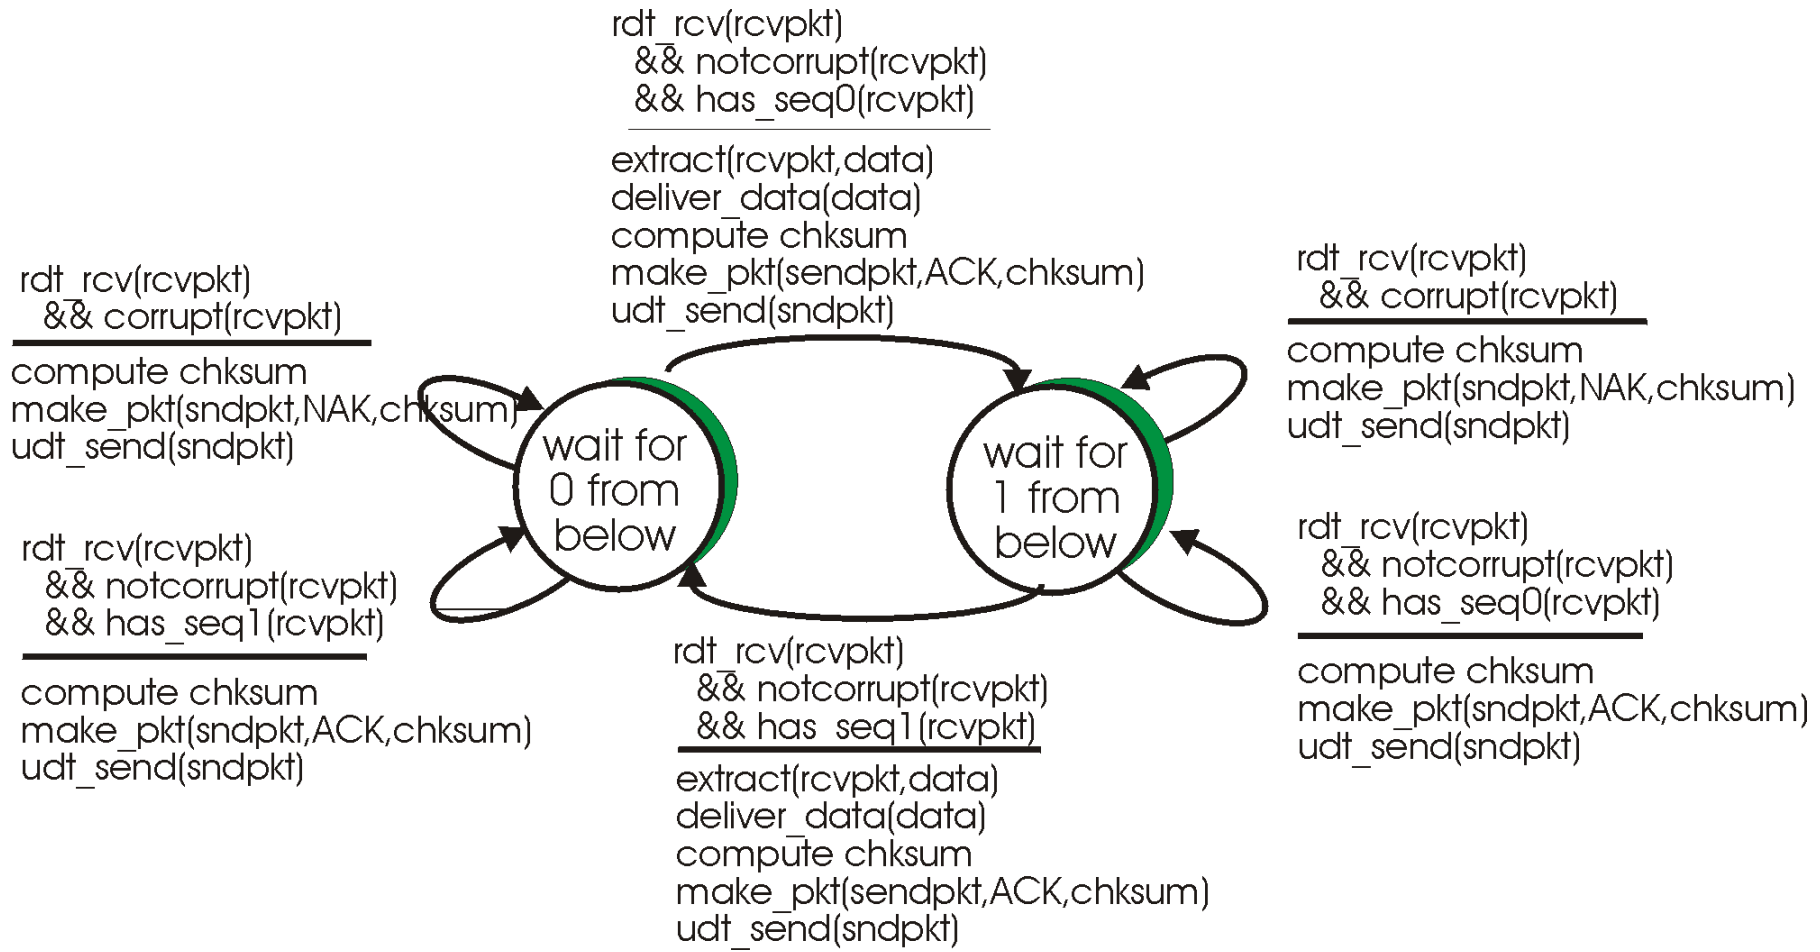 rdt_rcv(rcvpkt)
&& notcorrupt(rcvpkt)
&& has_seq0(rcvpkt)
extract(rcvpkt,data)
deliver_data(data)
compute chksum
make_pkt(sendpkt,ACK,chksum)
udt_send(sndpkt)
rdt_rcv(rcvpkt)
&& corrupt(rcvpkt)
compute chksum
make_pkt(sndpkt,NAK,chksum)
udt_send(sndpkt)
rdt_rcv(rcvpkt)
&& notcorrupt(rcvpkt)
&& has_seq1(rcvpkt)
compute chksum
make_pkt(sndpkt,ACK,chksum)
udt_send(sndpkt)
wait for
0 from
below
wait for
1 from
below
rdt_rcv(rcvpkt)
&& corrupt(rcvpkt)
compute chksum
make_pkt(sndpkt,NAK,chksum)
udt_send(sndpkt)
rdt_rcv(rcvpkt)
&& notcorrupt(rcvpkt)
&& has_seq0(rcvpkt)
compute chksum
make_pkt(sndpkt,ACK,chksum)
udt_send(sndpkt)
rdt_rcv(rcvpkt)
&& notcorrupt(rcvpkt)
&& has_seq1(rcvpkt)
extract(rcvpkt,data)
deliver_data(data)
compute chksum
make_pkt(sendpkt,ACK,chksum)
udt_send(sndpkt)